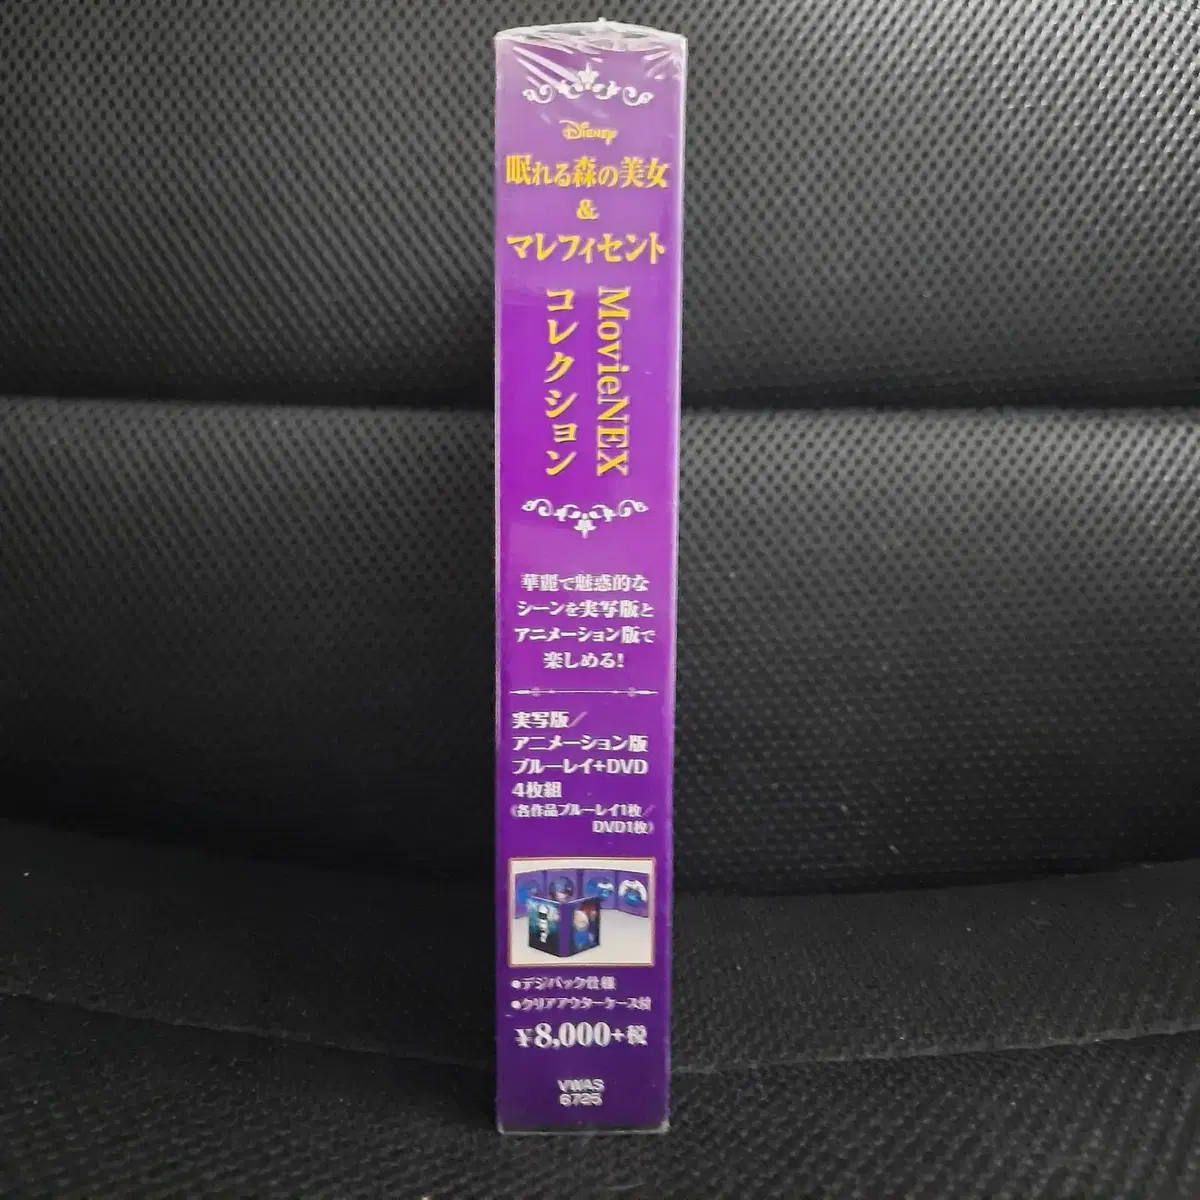 Disney
眠れる森の美女
&
マレフィセント
MovieNEX
コレクション
華麗で魅惑的な
シーンを実写版と
アニメーション版で
楽しめる!
実写版/
アニメーション版
ブルーレイ+DVD
4枚組
(各作品ブルーレイ1枚/
DVD1枚)
●デジパック仕様
●クリアアウターケース付
¥8,000+税
VWAS
6725